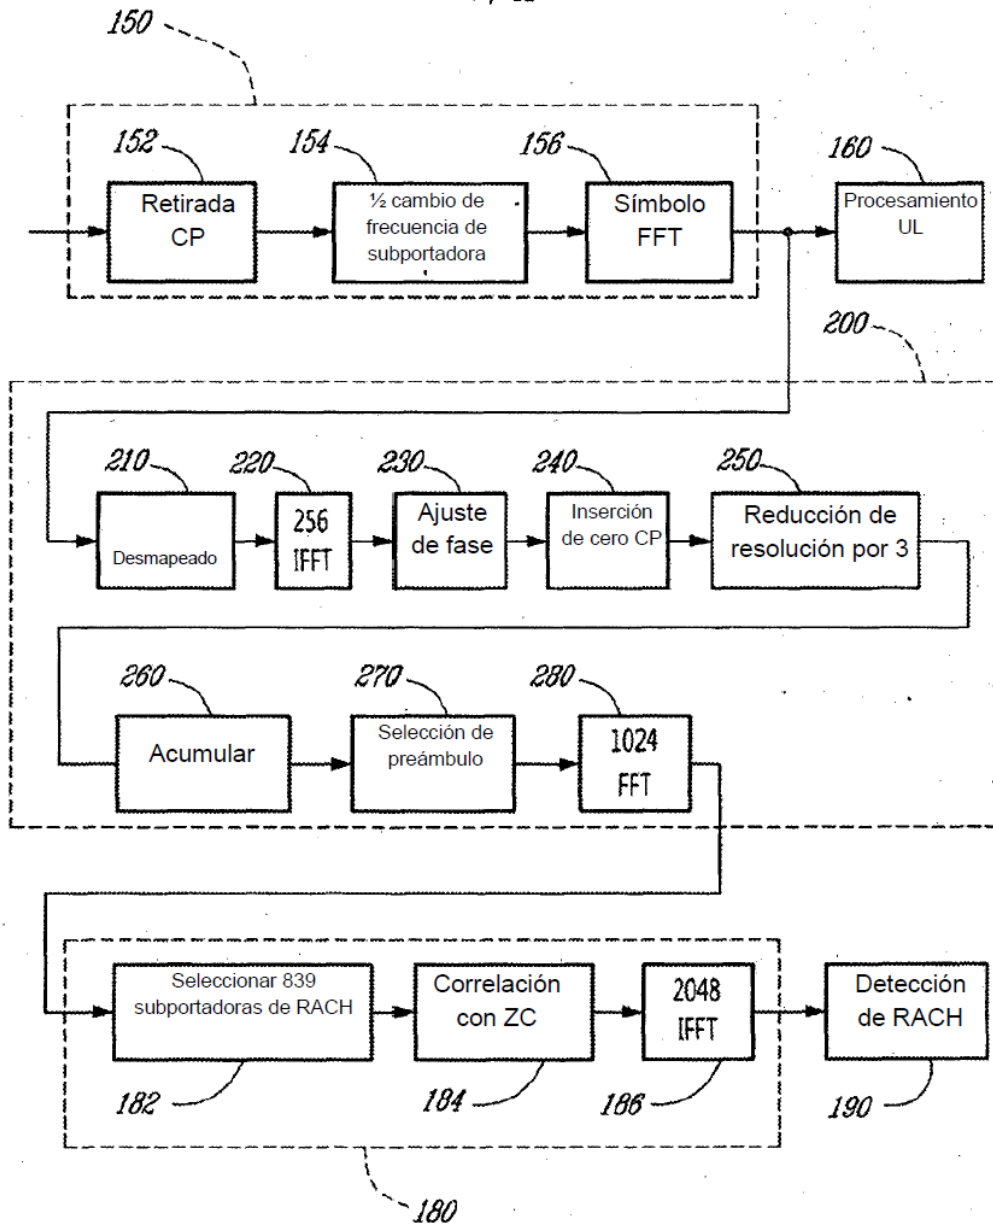 150
152
154
156
160
Retirada
CP
½ cambio de
frecuencia de
subportadora
Símbolo
FFT
Procesamiento
UL
200
210
220
230
240
250
Desmapeado
256
IFFT
Ajuste
de fase
Inserción
de cero CP
Reducción de
resolución por 3
260
270
280
Acumular
Selección de
preámbulo
1024
FFT
Seleccionar 839
subportadoras de RACH
Correlación
con ZC
2048
IFFT
Detección
de RACH
182
184
186
190
180